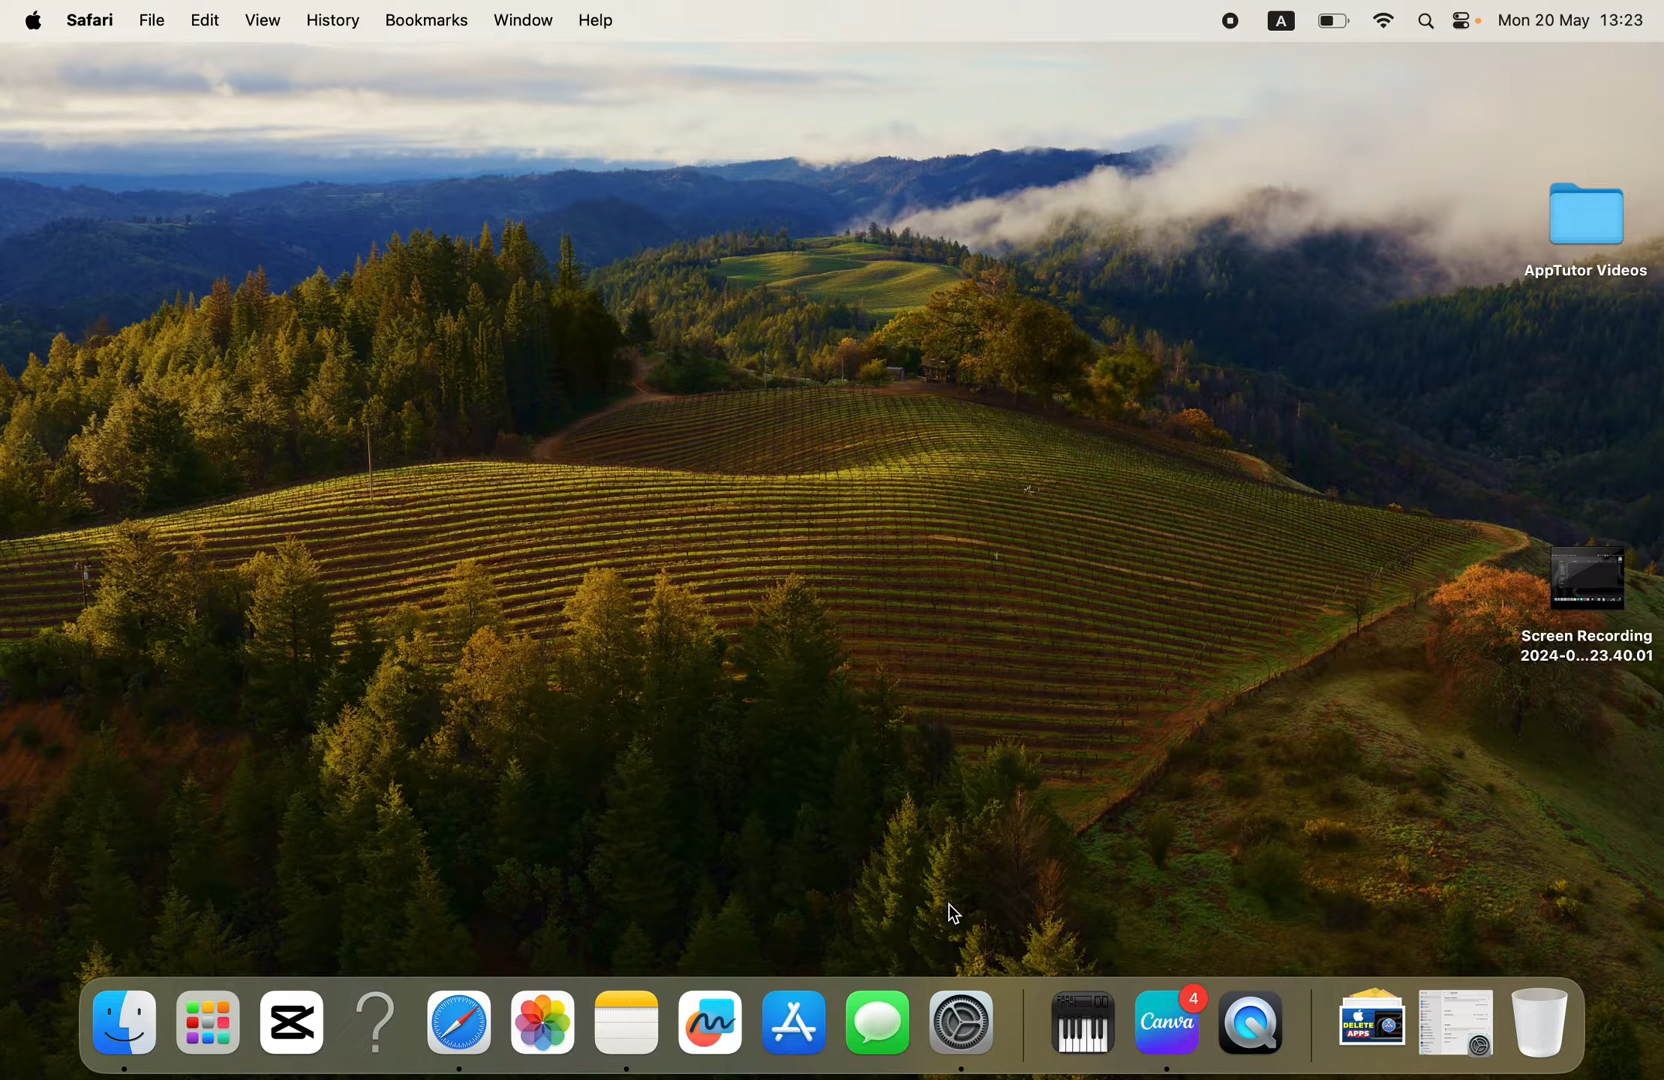 Safari File Edit View History Bookmarks Window Help A Mon 20 May 13:23
AppTutor Videos
Screen Recording
2024-0...23.40.01
?
4
Canva
DELETE
APPS